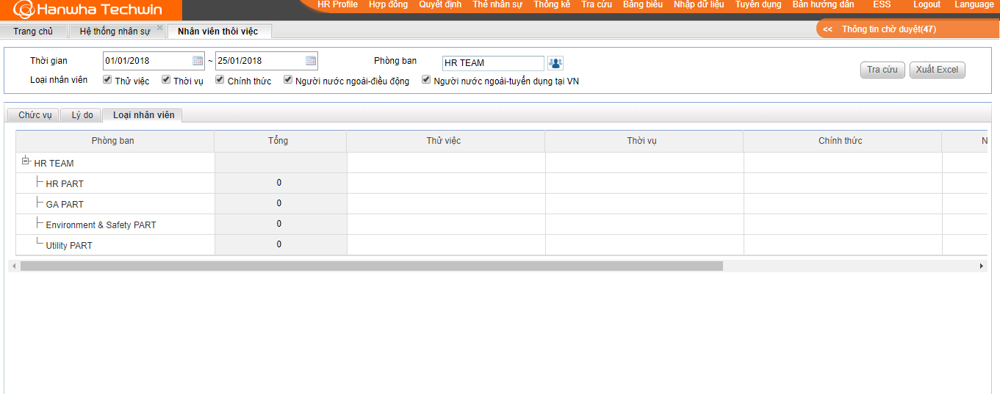 Hanwha Techwin
HR Profile Hợp đồng Quyết định Thẻ nhân sự Thống kê Tra cứu Bảng biểu Nhập dữ liệu Tuyển dụng Bản hướng dẫn ESS Logout Language
Trang chủ Hệ thống nhân sự Nhân viên thôi việc << Thông tin chờ duyệt(47)
Thời gian 01/01/2018 ~ 25/01/2018 Phòng ban HR TEAM
Loại nhân viên Thử việc Thời vụ Chính thức Người nước ngoài-điều động Người nước ngoài-tuyển dụng tại VN
Tra cứu Xuất Excel
Chức vụ Lý do Loại nhân viên
Phòng ban Tổng Thử việc Thời vụ Chính thức N
HR TEAM
HR PART 0
GA PART 0
Environment & Safety PART 0
Utility PART 0